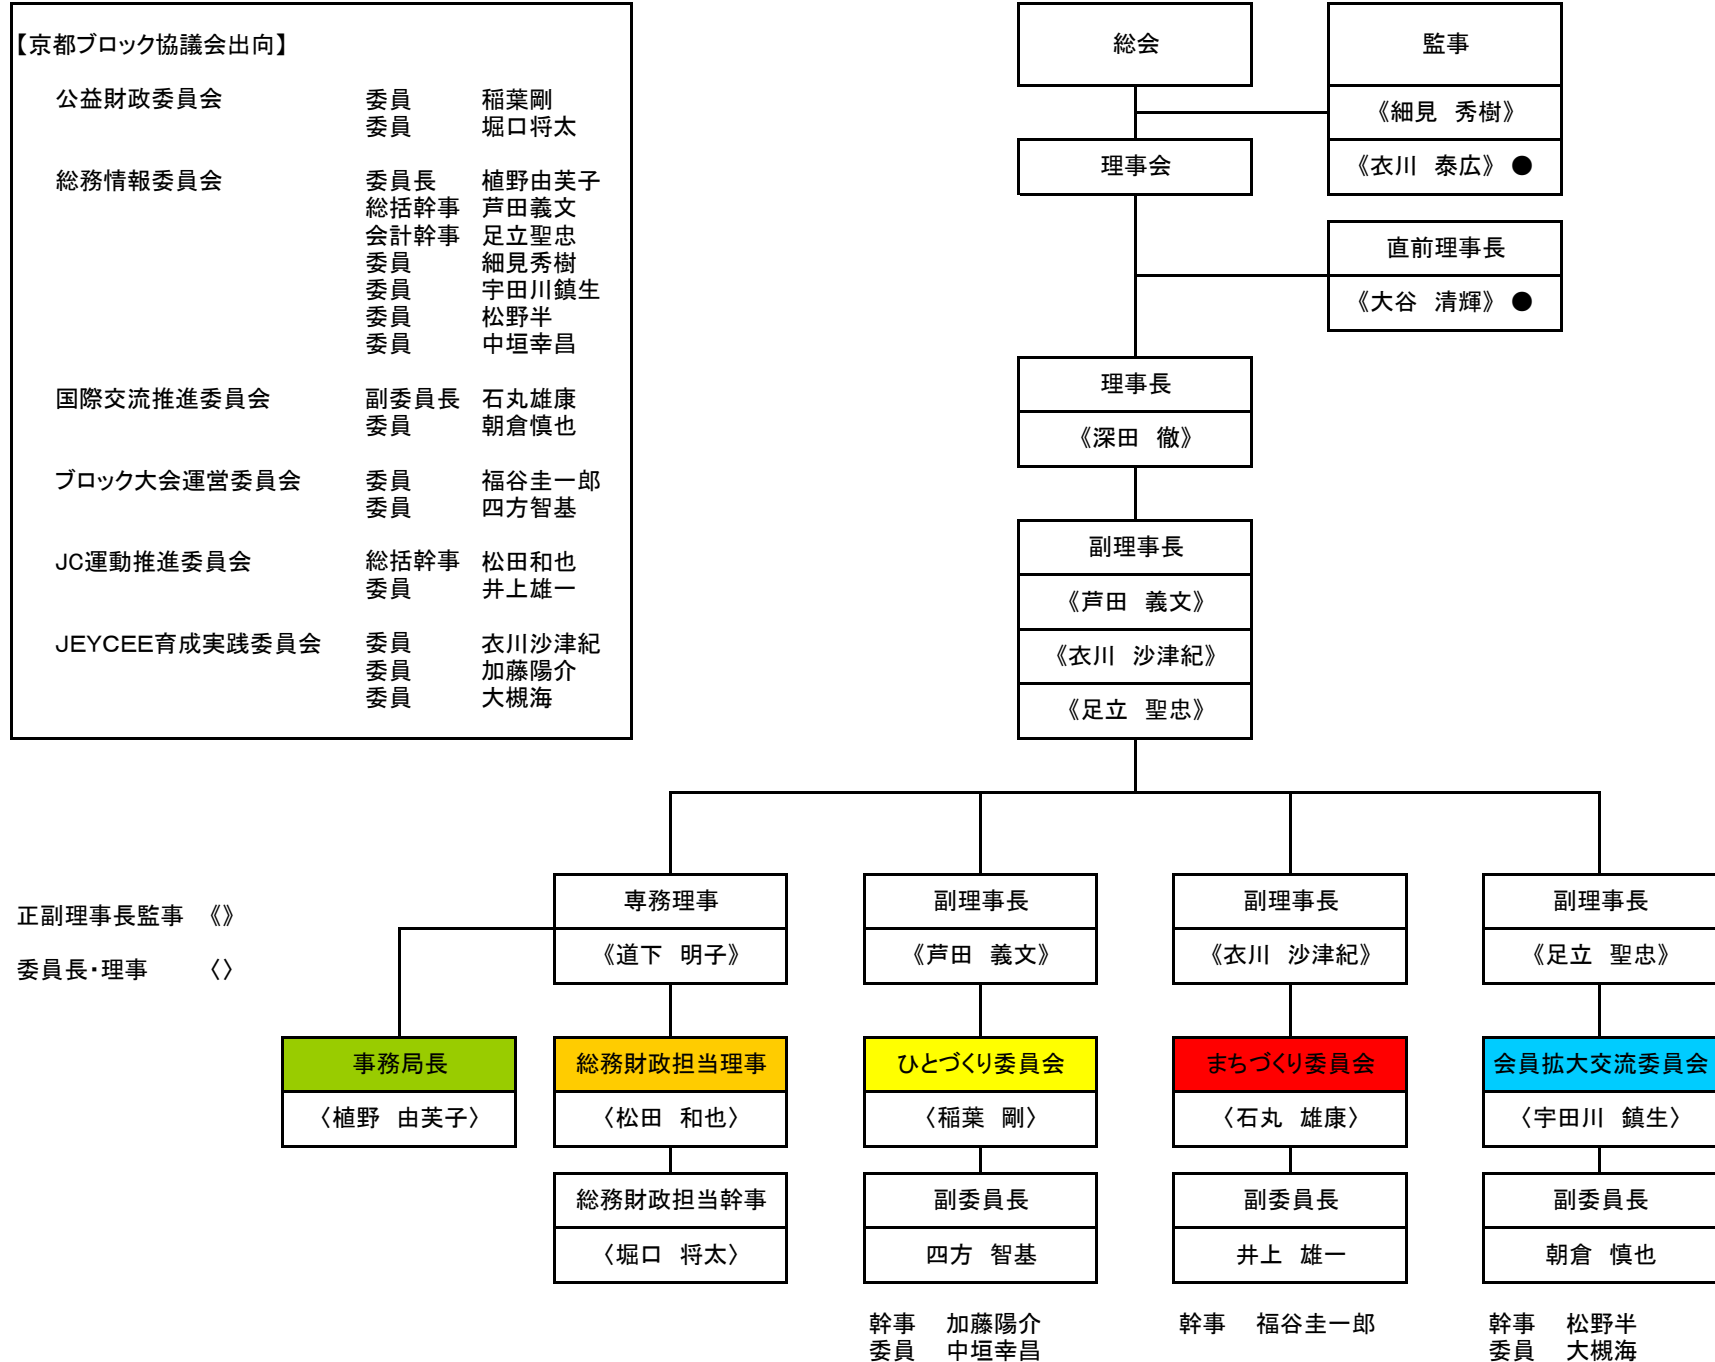 【京都ブロック協議会出向】
公益財政委員会 委員 稲葉剛
委員 堀口将太
総務情報委員会 委員長 植野由芙子
総括幹事 芦田義文
会計幹事 足立聖忠
委員 細見秀樹
委員 宇田川鎮生
委員 松野半
委員 中垣幸昌
国際交流推進委員会 副委員長 石丸雄康
委員 朝倉慎也
ブロック大会運営委員会 委員 福谷圭一郎
委員 四方智基
JC運動推進委員会 総括幹事 松田和也
委員 井上雄一
JEYCEE育成実践委員会 委員 衣川沙津紀
委員 加藤陽介
委員 大槻海
総会
監事
《細見 秀樹》
《衣川 泰広》●
理事会
直前理事長
《大谷 清輝》●
理事長
《深田 徹》
副理事長
《芦田 義文》
《衣川 沙津紀》
《足立 聖忠》
正副理事長監事 《》
委員長・理事 〈〉
専務理事
《道下 明子》
事務局長
〈植野 由芙子〉
総務財政担当理事
〈松田 和也〉
総務財政担当幹事
〈堀口 将太〉
副理事長
《芦田 義文》
ひとづくり委員会
〈稲葉 剛〉
副委員長
四方 智基
幹事 加藤陽介
委員 中垣幸昌
副理事長
《衣川 沙津紀》
まちづくり委員会
〈石丸 雄康〉
副委員長
井上 雄一
幹事 福谷圭一郎
副理事長
《足立 聖忠》
会員拡大交流委員会
〈宇田川 鎮生〉
副委員長
朝倉 慎也
幹事 松野半
委員 大槻海